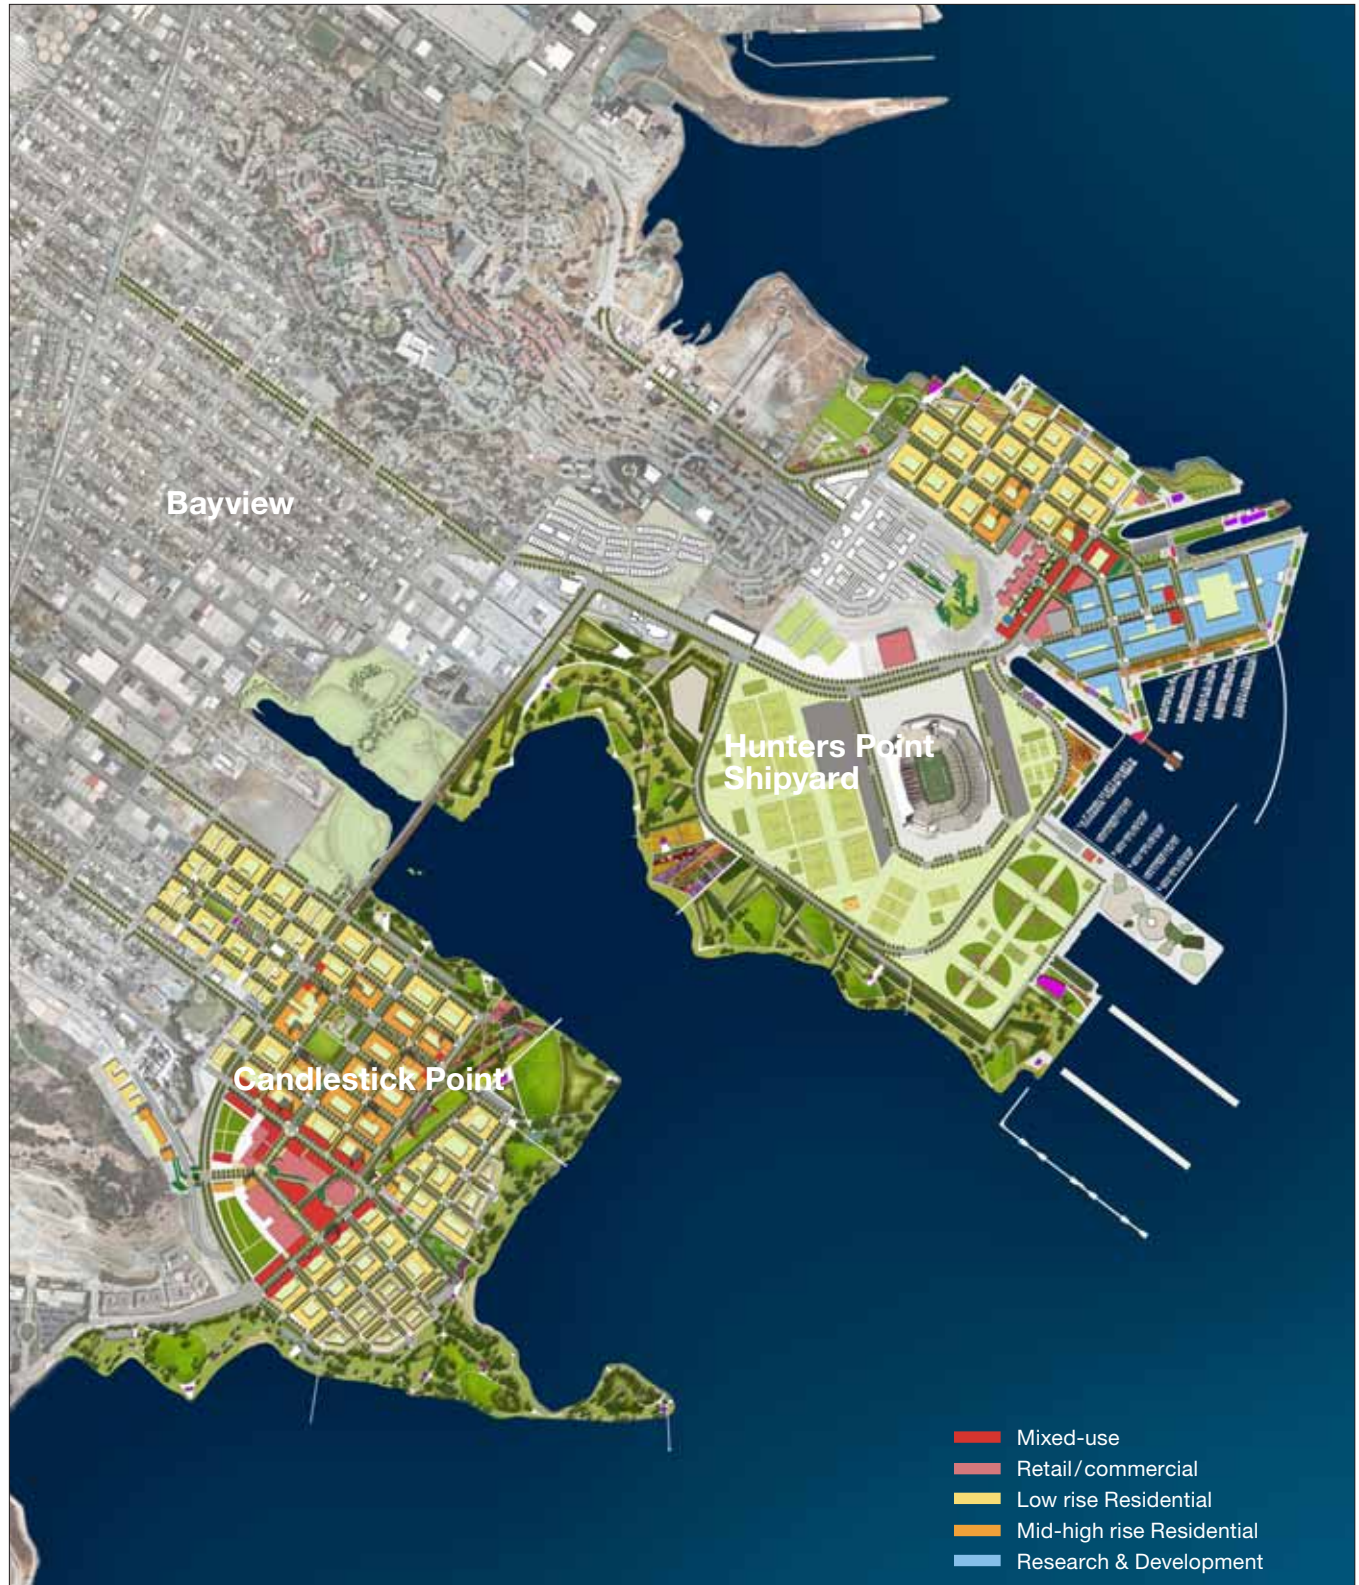 Bayview
Hunters Point
Shipyard
Candlestick Point
Mixed-use
Retail/commercial
Low rise Residential
Mid-high rise Residential
Research & Development